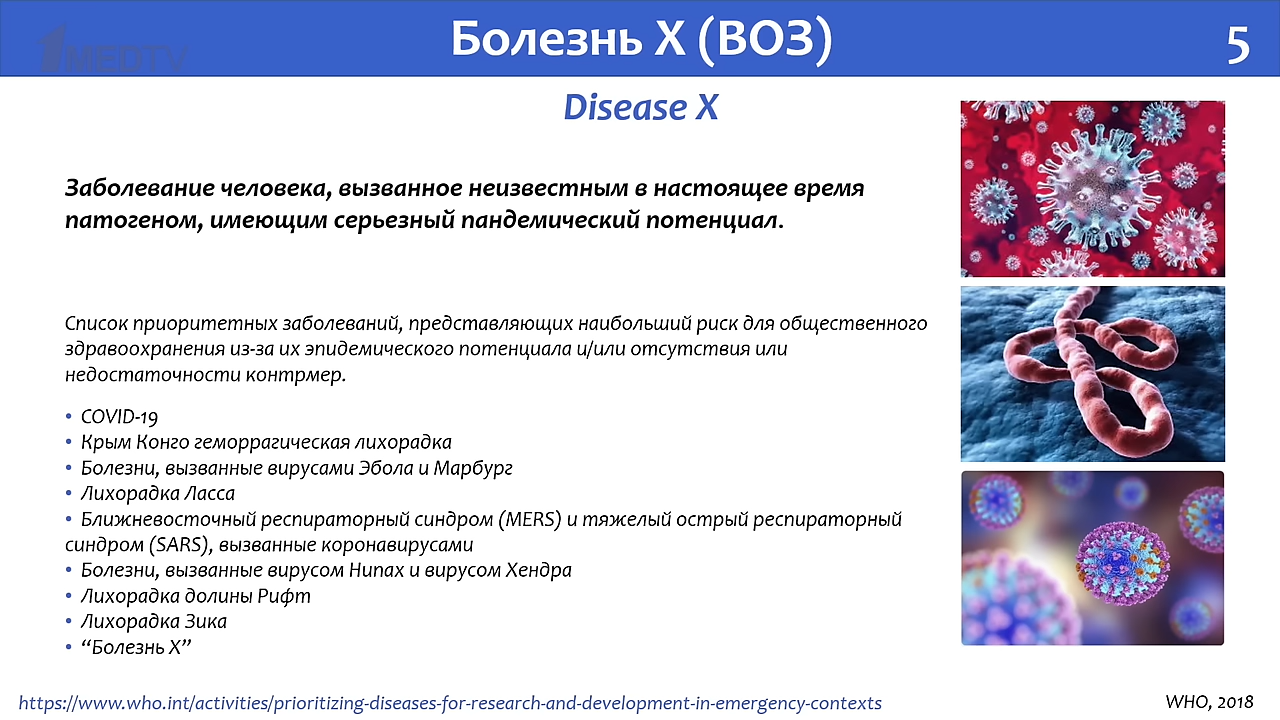 1MEDTV
Болезнь X (ВОЗ)
5
Disease X
Заболевание человека, вызванное неизвестным в настоящее время
патогеном, имеющим серьезный пандемический потенциал.
Список приоритетных заболеваний, представляющих наибольший риск для общественного
здравоохранения из-за их эпидемического потенциала и/или отсутствия или
недостаточности контрмер.
• COVID-19
• Крым Конго геморрагическая лихорадка
• Болезни, вызванные вирусами Эбола и Марбург
• Лихорадка Ласса
• Ближневосточный респираторный синдром (MERS) и тяжелый острый респираторный
синдром (SARS), вызванные коронавирусами
• Болезни, вызванные вирусом Нипах и вирусом Хендра
• Лихорадка долины Рифт
• Лихорадка Зика
• “Болезнь X”
https://www.who.int/activities/prioritizing-diseases-for-research-and-development-in-emergency-contexts
WHO, 2018